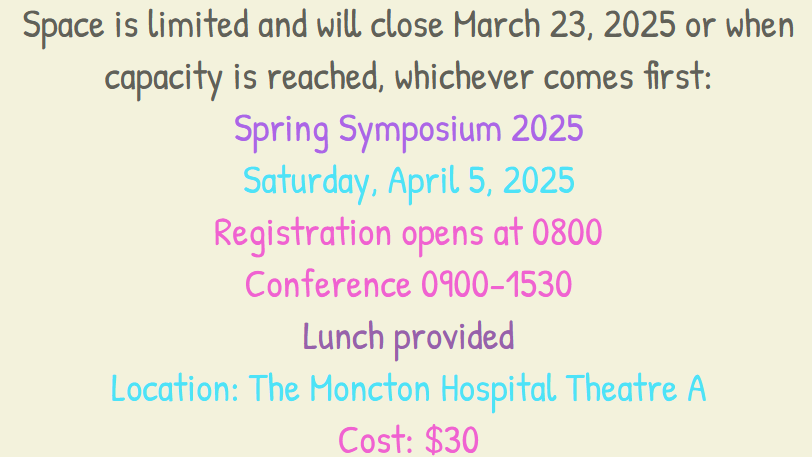 Space is limited and will close March 23, 2025 or when
capacity is reached, whichever comes first:
Spring Symposium 2025
Saturday, April 5, 2025
Registration opens at 0800
Conference 0900-1530
Lunch provided
Location: The Moncton Hospital Theatre A
Cost: $30